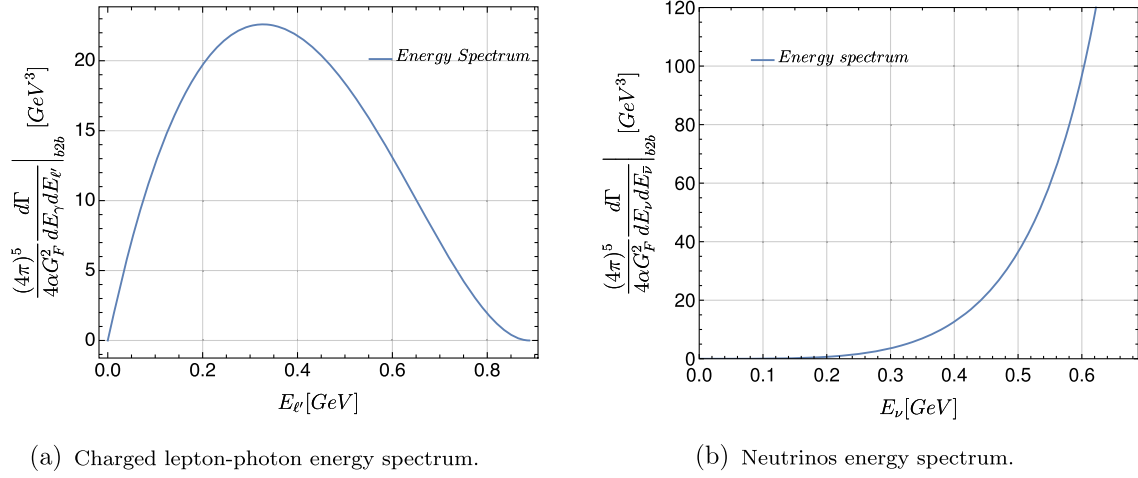 20
15
10
5
0
0.0 0.2 0.4 0.6 0.8
Energy Spectrum
(4π)^5 / 4αG_F^2 dΓ / dE_γ dE_ℓ' |_b2b [GeV^3]
E_ℓ' [GeV]
(a) Charged lepton-photon energy spectrum.
120
100
80
60
40
20
0
0.0 0.1 0.2 0.3 0.4 0.5 0.6
Energy spectrum
(4π)^5 / 4αG_F^2 dΓ / dE_ν dE_ν̄ |_b2b [GeV^3]
E_ν [GeV]
(b) Neutrinos energy spectrum.